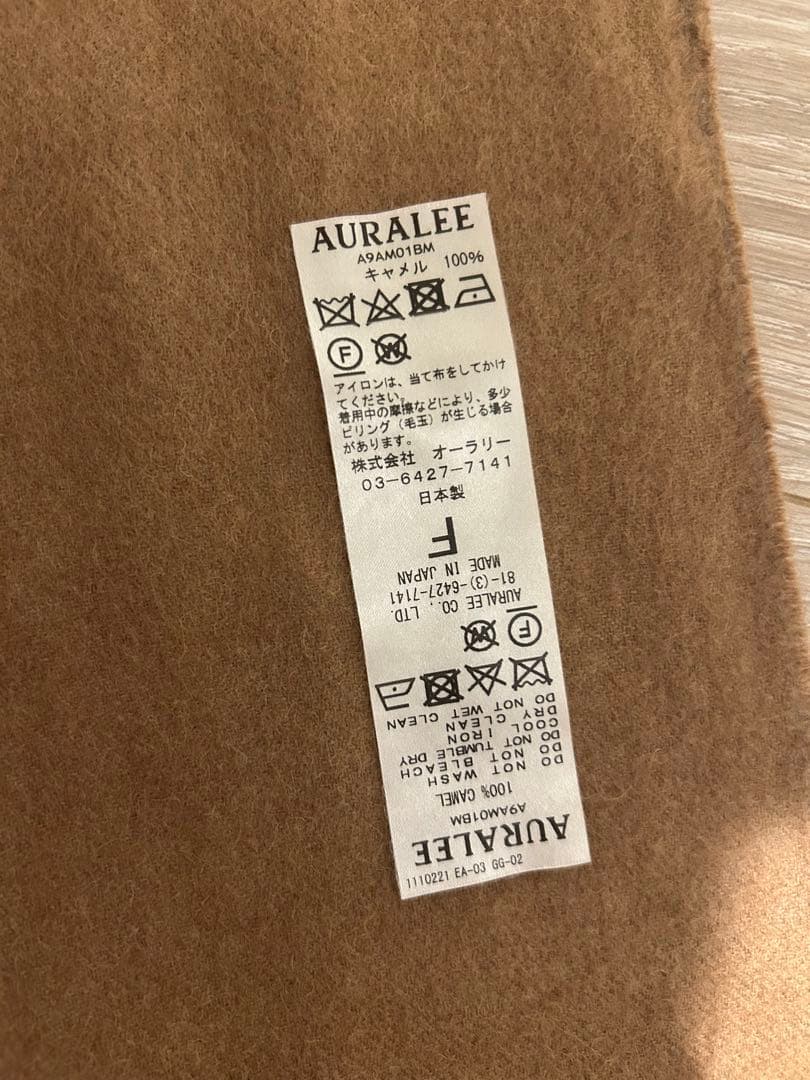 AURALEE
A9AM01BM
キャメル 100%
F W
アイロンは、当て布をしてかけ
てください。
着用中の摩擦などにより、多少
ピリング(毛玉)が生じる場合
があります。
株式会社 オーラリー
03-6427-7141
日本製
F
AURALEE
A9AM01BM
100% CAMEL
DO NOT WASH
DO NOT BLEACH
DO NOT TUMBLE DRY
COOL IRON
DRY CLEAN
DO NOT WET CLEAN
F W
AURALEE CO., LTD.
81-(3)-6427-7141
MADE IN JAPAN
1110221 EA-03 GG-02